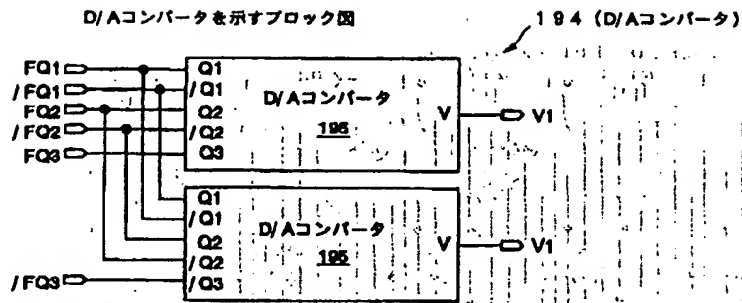 D/Aコンバータを示すブロック図
194(D/Aコンバータ)
FQ1
/FQ1
FQ2
/FQ2
FQ3
Q1
/Q1
Q2
/Q2
Q3
D/Aコンバータ
195
V
V1
/FQ3
Q1
/Q1
Q2
/Q2
/Q3
D/Aコンバータ
195
V
V1